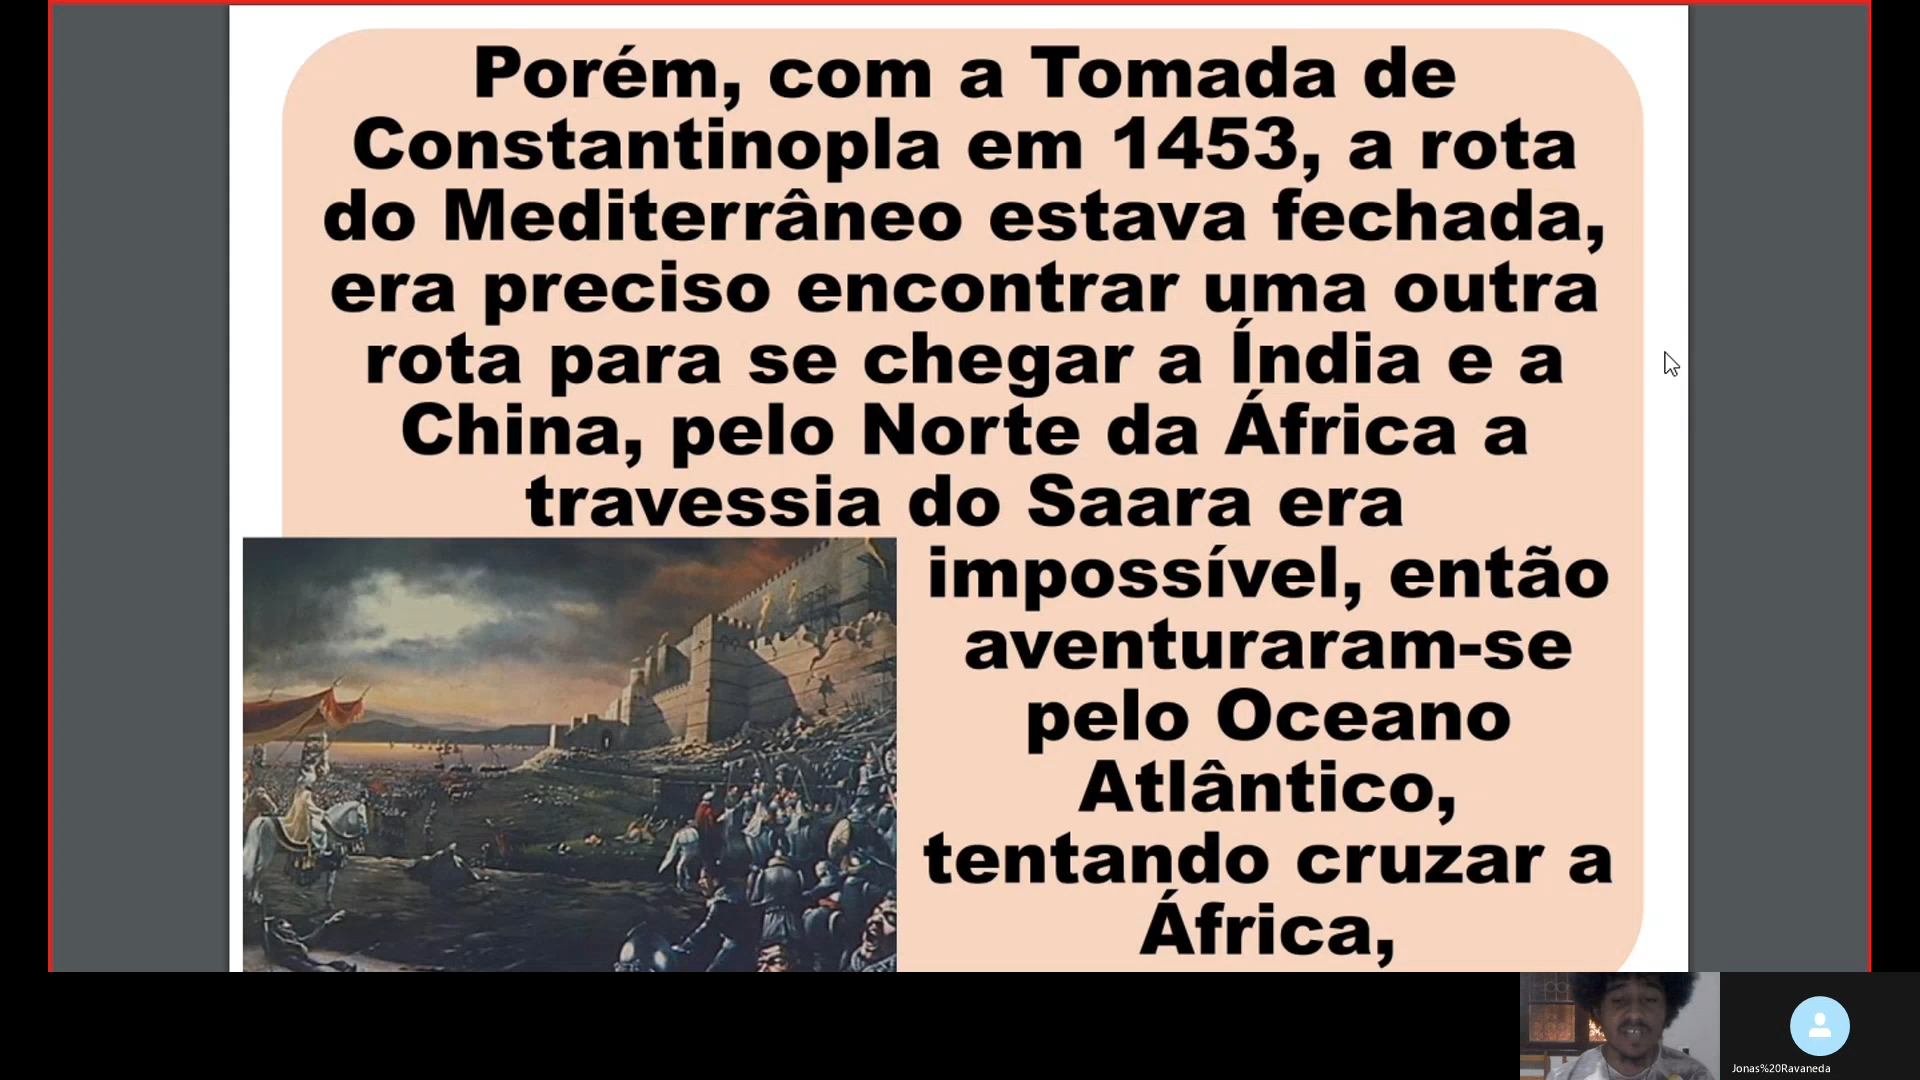 Porém, com a Tomada de
Constantinopla em 1453, a rota
do Mediterrâneo estava fechada,
era preciso encontrar uma outra
rota para se chegar a Índia e a
China, pelo Norte da África a
travessia do Saara era
impossível, então
aventuraram-se
pelo Oceano
Atlântico,
tentando cruzar a
África,
Jonas%20Ravaneda